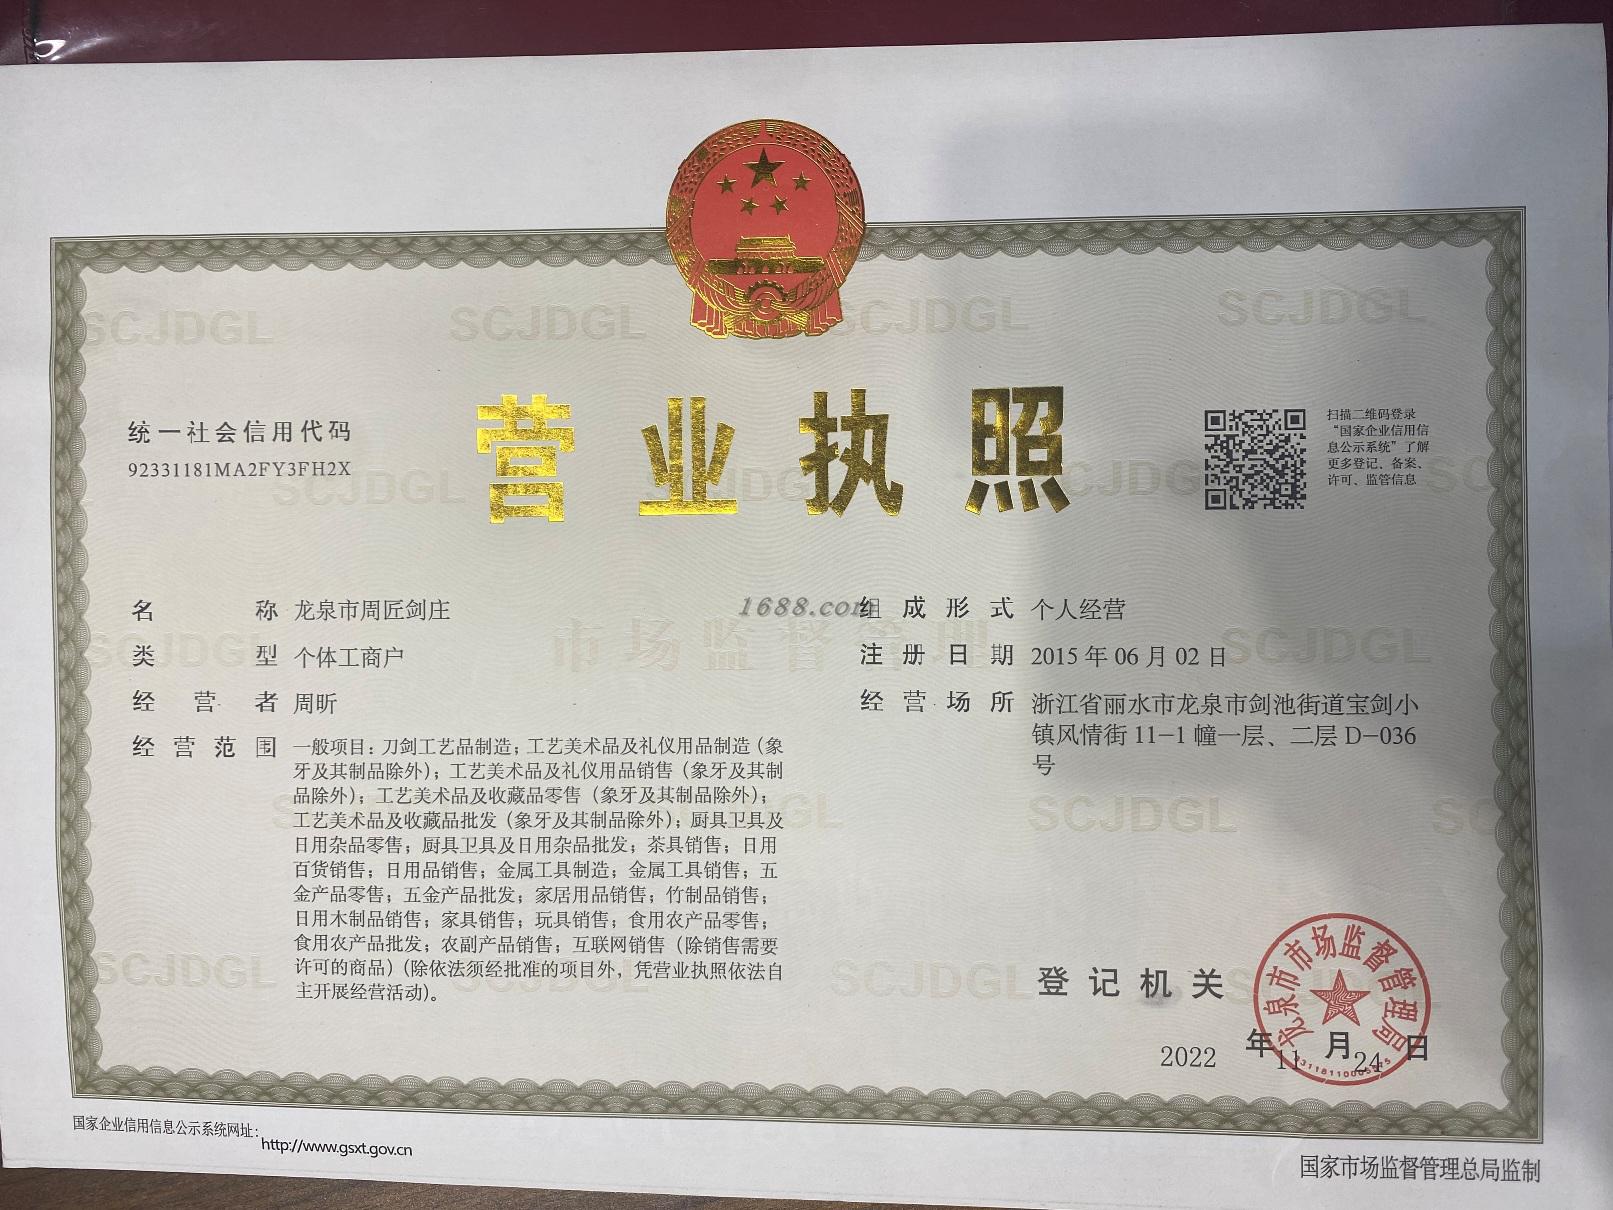 营业执照
统一社会信用代码
92331181MA2FY3FH2X
扫描二维码登录
“国家企业信用信
息公示系统”了解
更多登记、备案、
许可、监管信息
名称 龙泉市周匠剑庄
类型 个体工商户
经营者 周昕
经营范围 一般项目：刀剑工艺品制造；工艺美术品及礼仪用品制造（象
牙及其制品除外）；工艺美术品及礼仪用品销售（象牙及其制
品除外）；工艺美术品及收藏品零售（象牙及其制品除外）；
工艺美术品及收藏品批发（象牙及其制品除外）；厨具卫具及
日用杂品零售；厨具卫具及日用杂品批发；茶具销售；日用
百货销售；日用品销售；金属工具制造；金属工具销售；五
金产品零售；五金产品批发；家居用品销售；竹制品销售；
日用木制品销售；家具销售；玩具销售；食用农产品零售；
食用农产品批发；农副产品销售；互联网销售（除销售需要
许可的商品）（除依法须经批准的项目外，凭营业执照依法自
主开展经营活动）。
1688.com
组成形式 个人经营
注册日期 2015 年 06 月 02 日
经营场所 浙江省丽水市龙泉市剑池街道宝剑小
镇风情街 11-1 幢一层、二层 D-036
号
市场监督管理
SCJDGL
登记机关
龙泉市市场监督管理局
2022 年 11 月 24 日
国家企业信用信息公示系统网址：
http://www.gsxt.gov.cn
国家市场监督管理总局监制